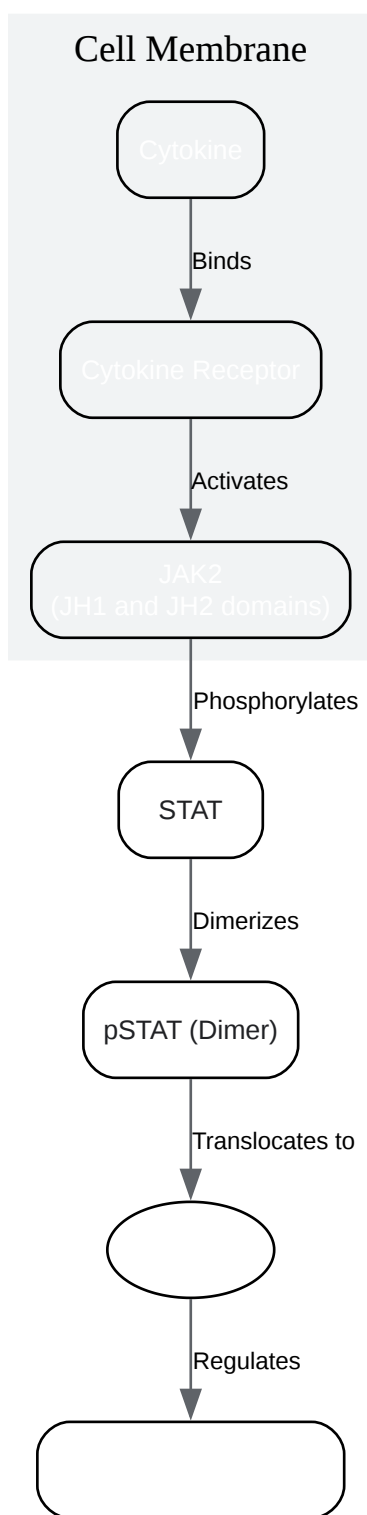 Cell Membrane
Cytokine
Binds
Cytokine Receptor
Activates
JAK2
(JH1 and JH2 domains)
Phosphorylates
STAT
Dimerizes
pSTAT (Dimer)
Translocates to
Regulates